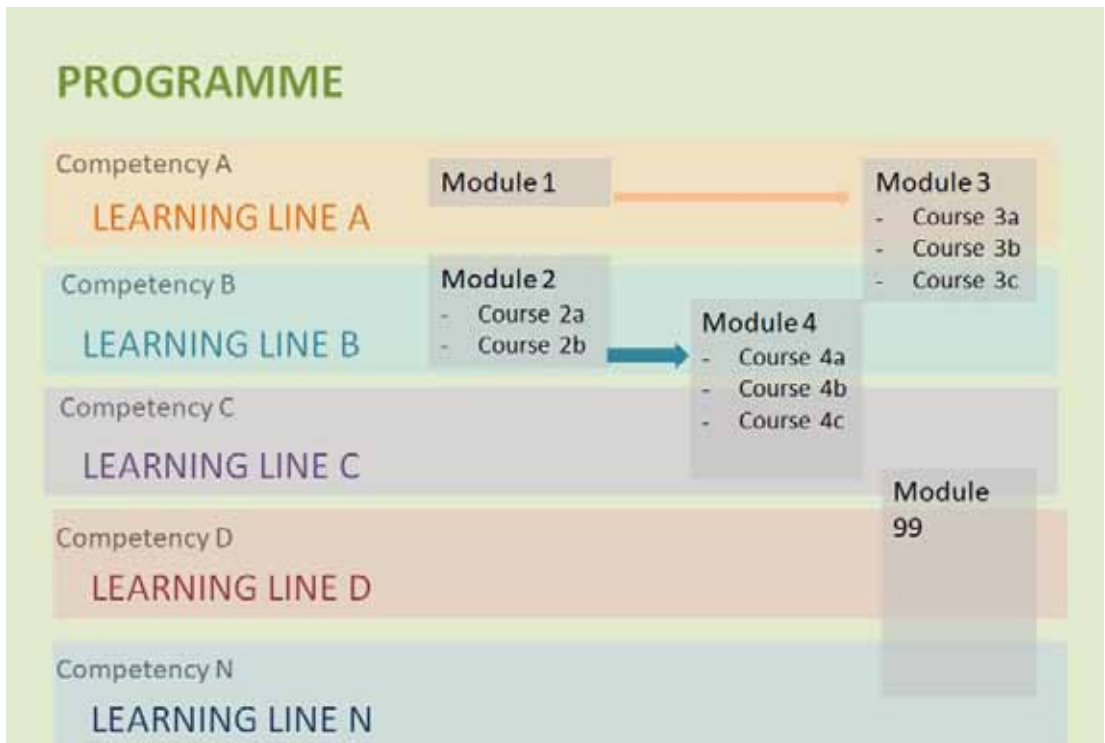 PROGRAMME
Competency A
LEARNING LINE A
Module 1
Module 3
- Course 3a
- Course 3b
- Course 3c
Competency B
LEARNING LINE B
Module 2
- Course 2a
- Course 2b
Module 4
- Course 4a
- Course 4b
- Course 4c
Competency C
LEARNING LINE C
Module
99
Competency D
LEARNING LINE D
Competency N
LEARNING LINE N